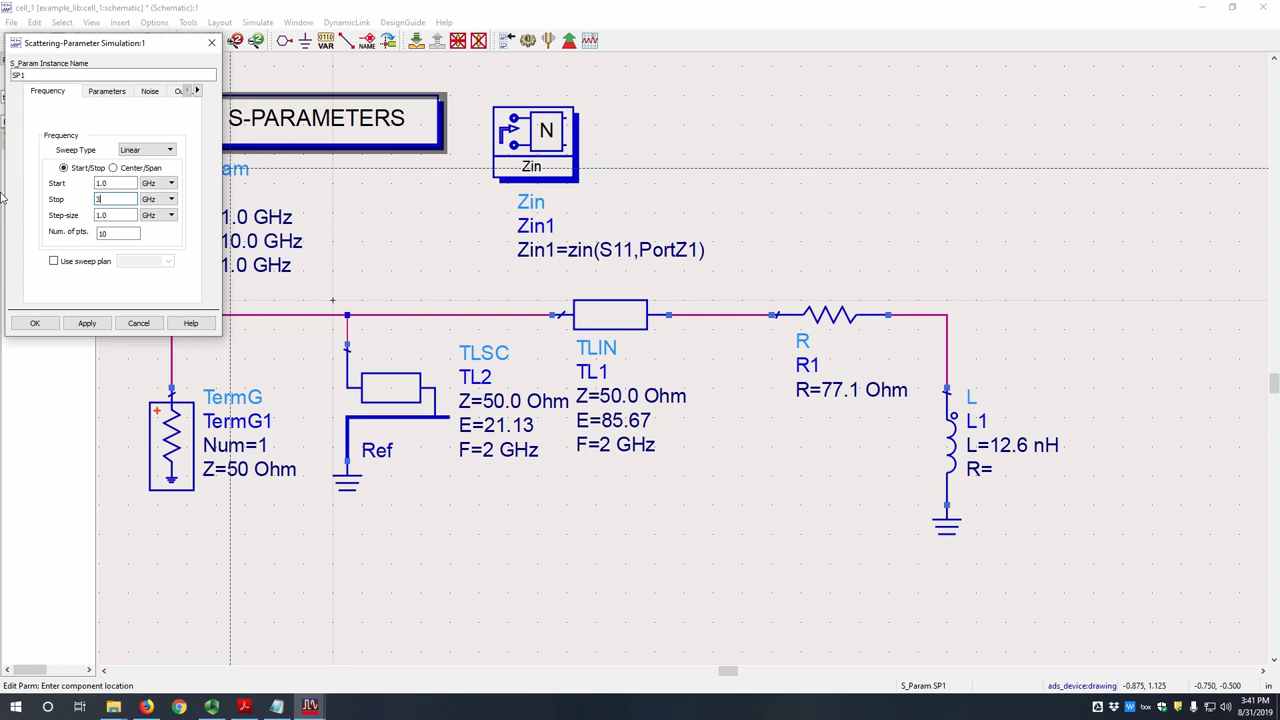 cell_1 [example_lib:cell_1:schematic] * (Schematic):1
File Edit Select View Insert Options Tools Layout Simulate Window DynamicLink DesignGuide Help
Scattering-Parameter Simulation:1
S_Param Instance Name
SP1
Frequency Parameters Noise
Frequency
Sweep Type Linear
Start/Stop Center/Span
Start 1.0 GHz
Stop 3 GHz
Step-size 1.0 GHz
Num. of pts. 10
Use sweep plan
OK Apply Cancel Help
VAR
NAME
S-PARAMETERS
am
1.0 GHz
10.0 GHz
1.0 GHz
N
Zin
Zin
Zin1
Zin1=zin(S11,PortZ1)
TermG
TermG1
Num=1
Z=50 Ohm
Ref
TLSC
TL2
Z=50.0 Ohm
E=21.13
F=2 GHz
TLIN
TL1
Z=50.0 Ohm
E=85.67
F=2 GHz
R
R1
R=77.1 Ohm
L
L1
L=12.6 nH
R=
Edit Parm: Enter component location
S_Param SP1
ads_device:drawing
-0.875, 1.125
-0.750, -0.500
in
3:41 PM
8/31/2019